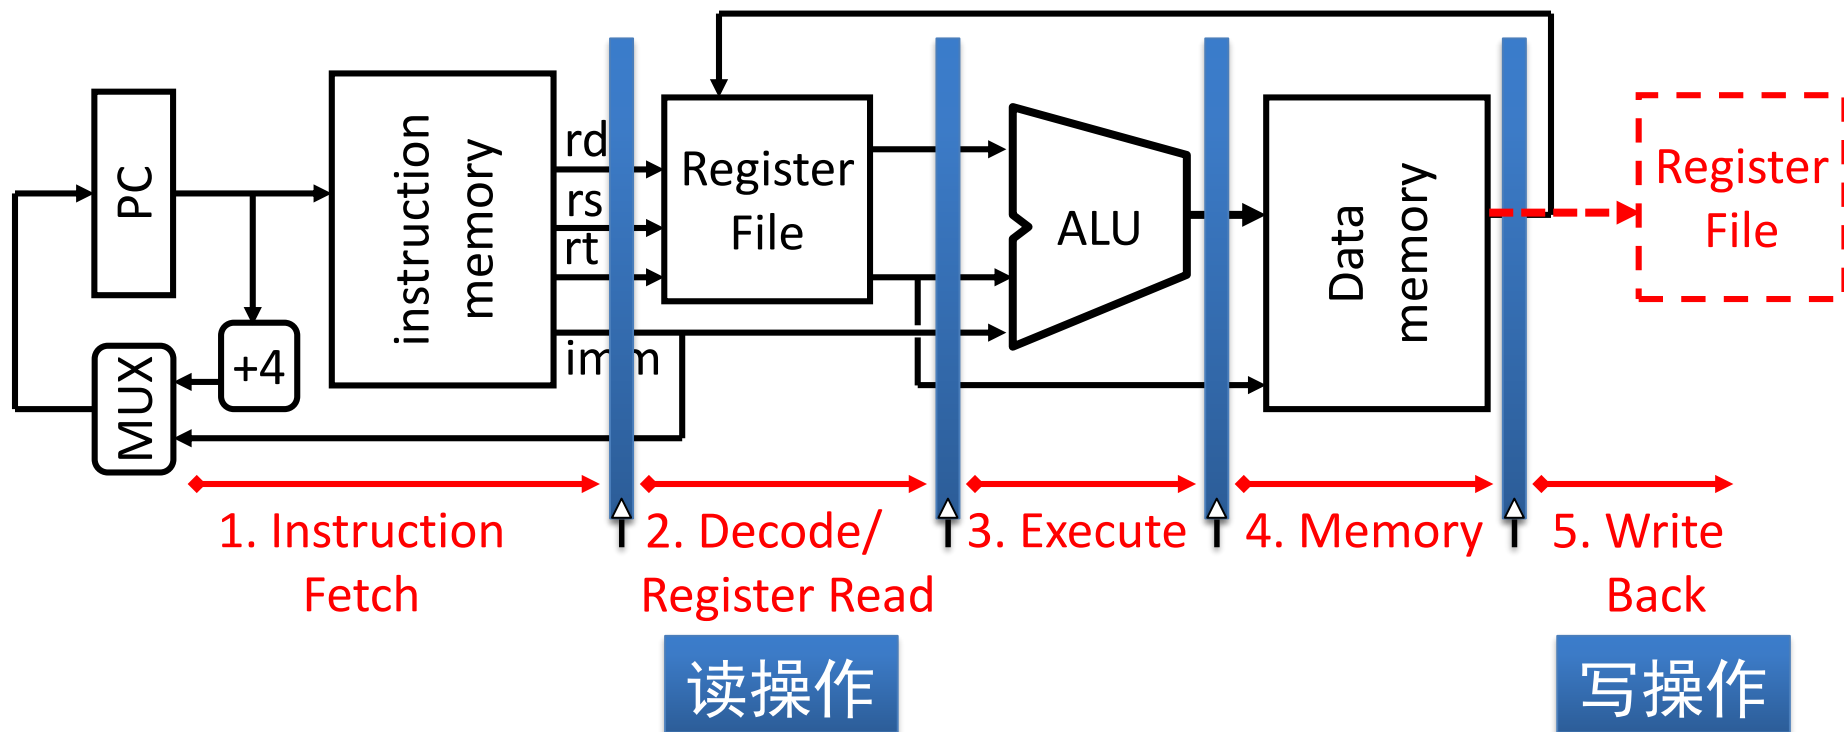 PC
+4
MUX
instruction
memory
rd
rs
rt
imm
Register
File
ALU
Data
memory
Register
File
1. Instruction
Fetch
2. Decode/
Register Read
3. Execute
4. Memory
5. Write
Back
读操作
写操作